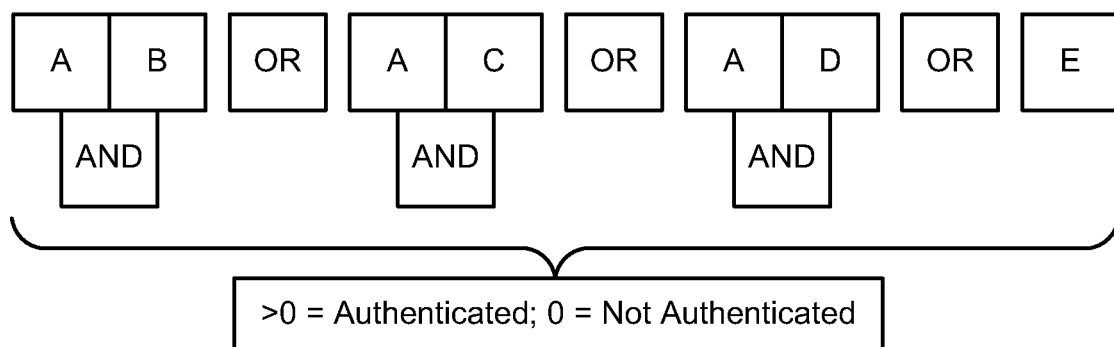 A B OR A C OR A D OR E
AND AND AND
>0 = Authenticated; 0 = Not Authenticated